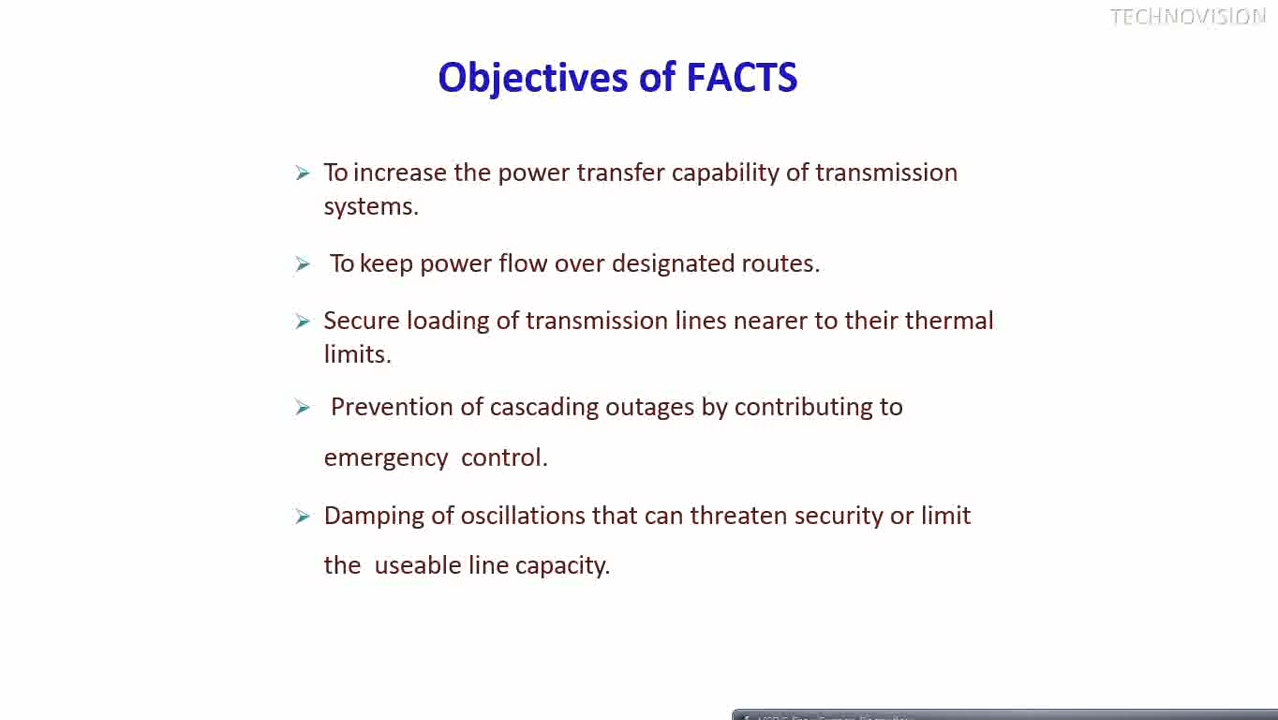 TECHNOVISION
Objectives of FACTS
To increase the power transfer capability of transmission
systems.
To keep power flow over designated routes.
Secure loading of transmission lines nearer to their thermal
limits.
Prevention of cascading outages by contributing to
emergency control.
Damping of oscillations that can threaten security or limit
the useable line capacity.